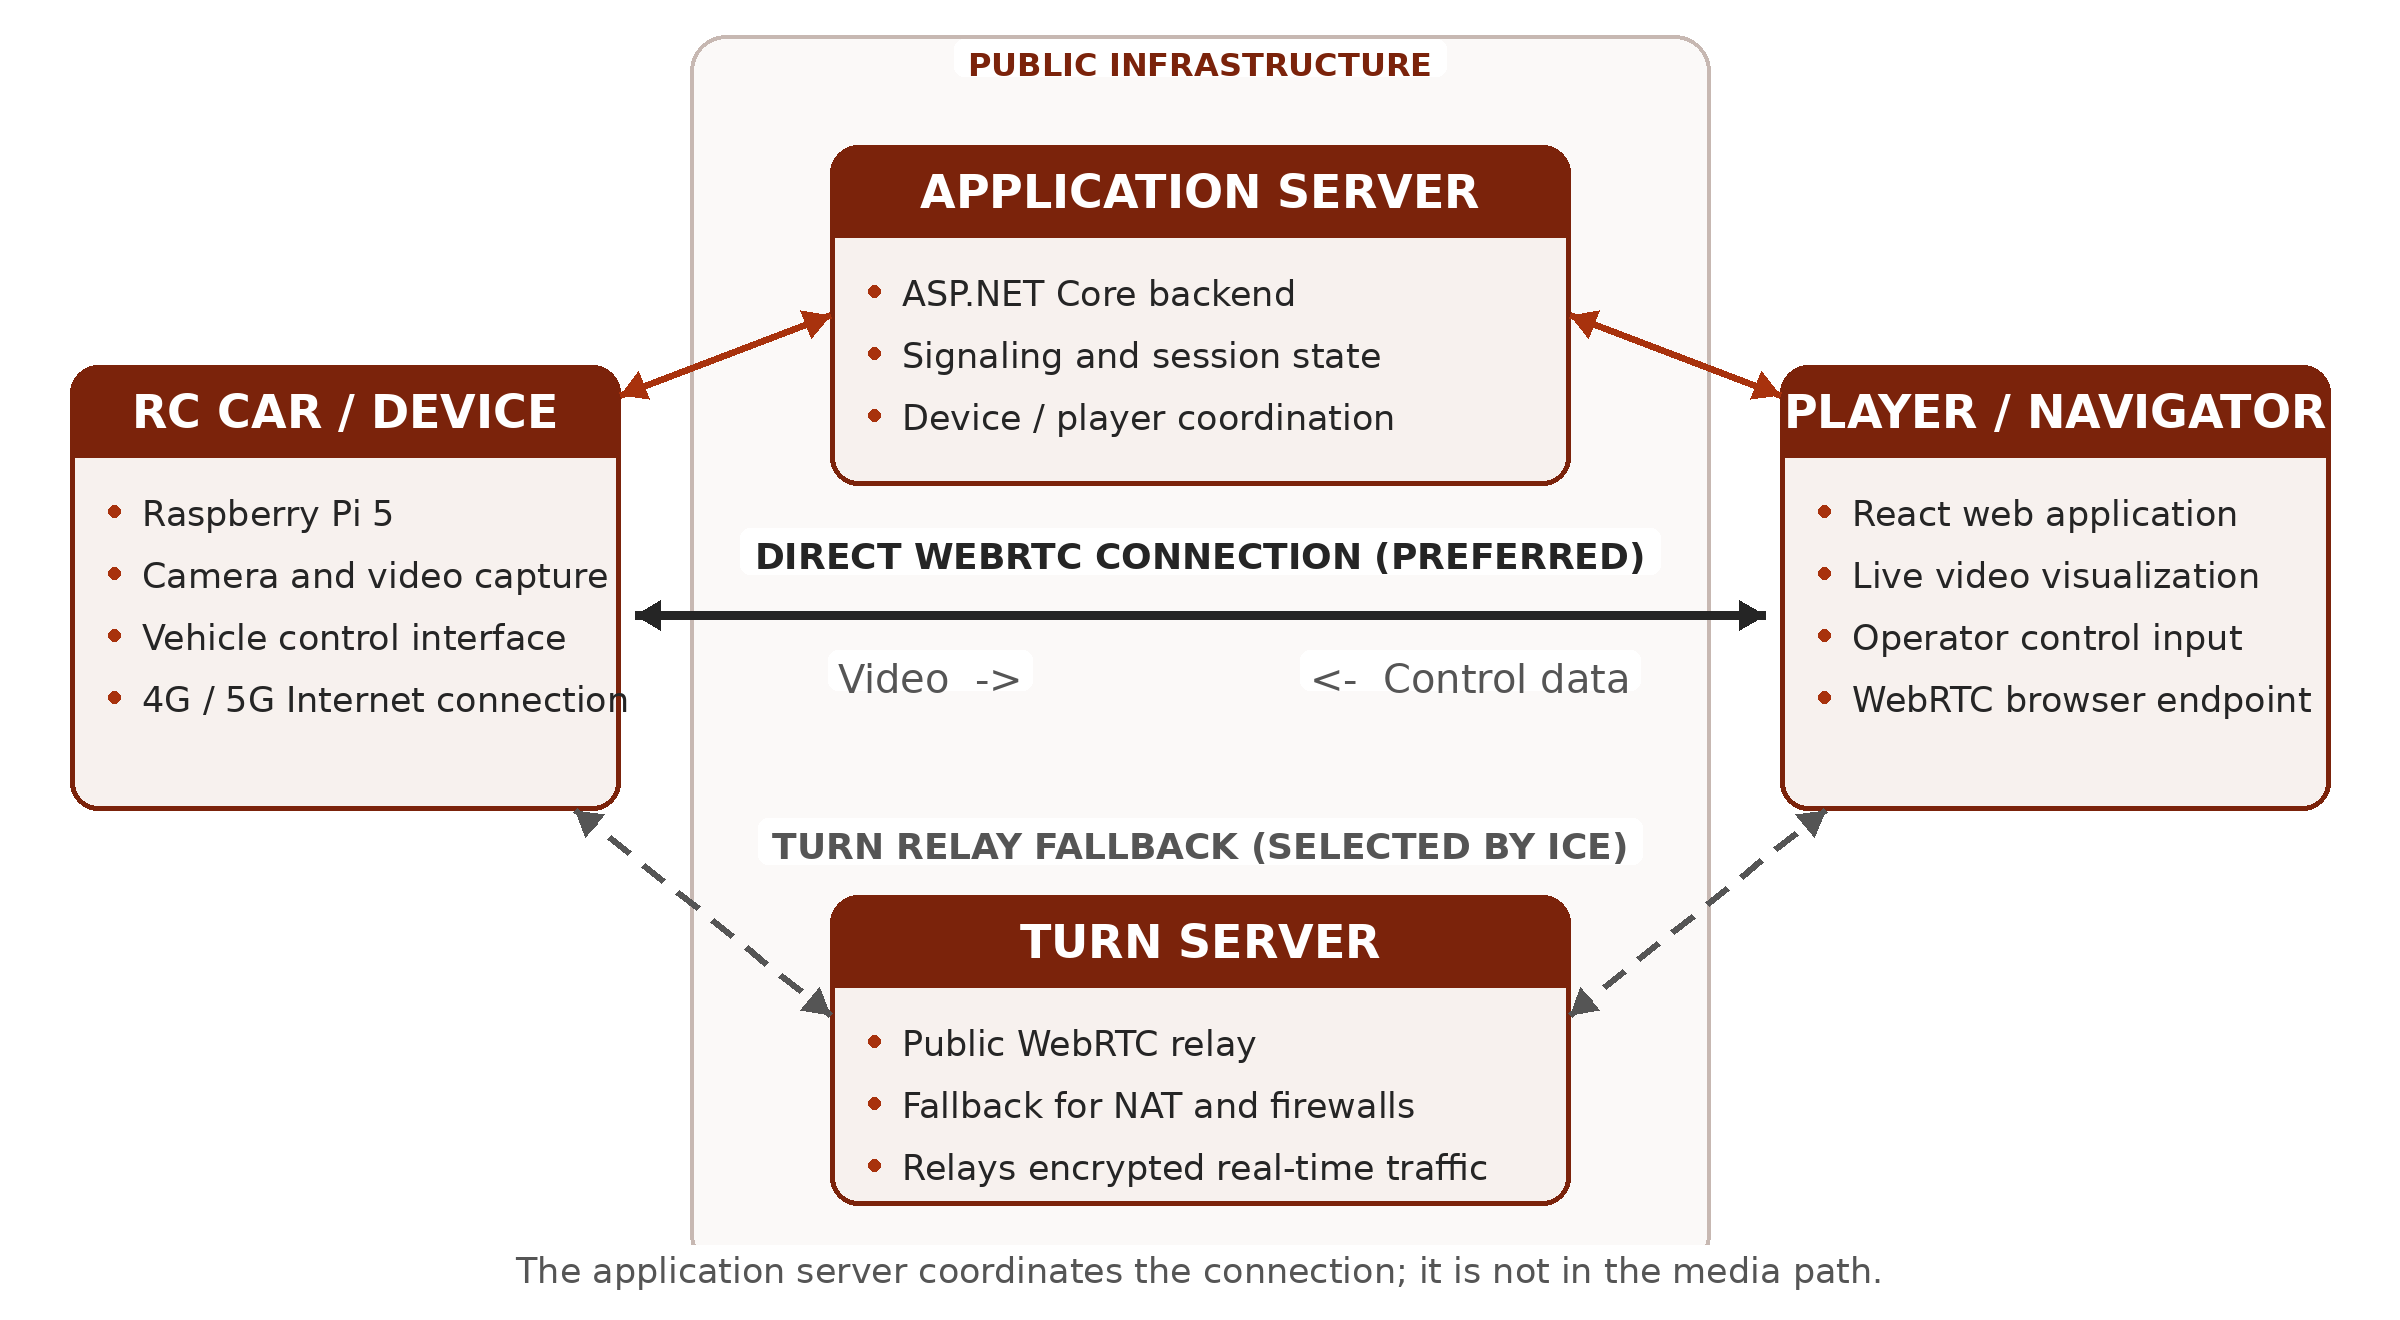 PUBLIC INFRASTRUCTURE
APPLICATION SERVER
• ASP.NET Core backend
• Signaling and session state
• Device / player coordination
RC CAR / DEVICE
• Raspberry Pi 5
• Camera and video capture
• Vehicle control interface
• 4G / 5G Internet connection
PLAYER / NAVIGATOR
• React web application
• Live video visualization
• Operator control input
• WebRTC browser endpoint
DIRECT WEBRTC CONNECTION (PREFERRED)
Video ->
<- Control data
TURN RELAY FALLBACK (SELECTED BY ICE)
TURN SERVER
• Public WebRTC relay
• Fallback for NAT and firewalls
• Relays encrypted real-time traffic
The application server coordinates the connection; it is not in the media path.